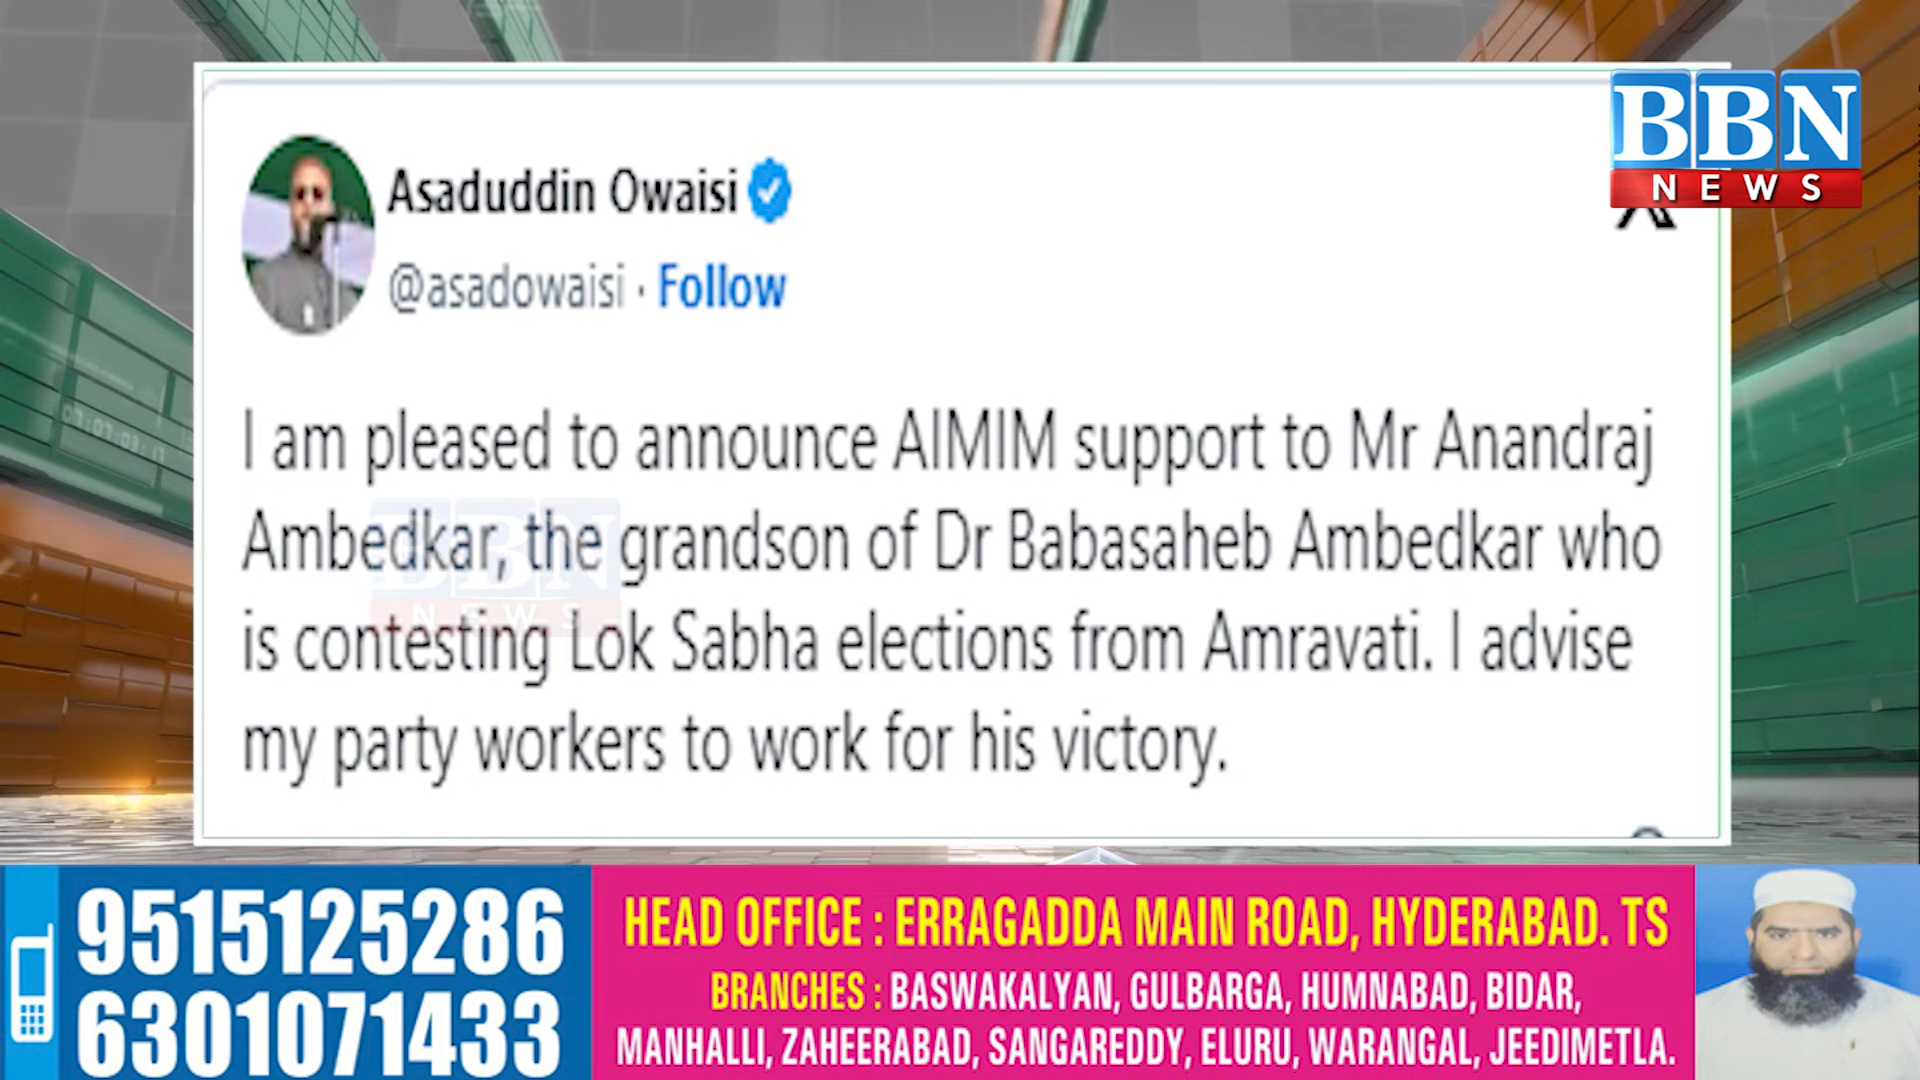 BBN
NEWS
Asaduddin Owaisi
@asadowaisi · Follow
I am pleased to announce AIMIM support to Mr Anandraj
Ambedkar, the grandson of Dr Babasaheb Ambedkar who
is contesting Lok Sabha elections from Amravati. I advise
my party workers to work for his victory.
BBN
NEWS
9515125286
6301071433
HEAD OFFICE : ERRAGADDA MAIN ROAD, HYDERABAD. TS
BRANCHES : BASWAKALYAN, GULBARGA, HUMNABAD, BIDAR,
MANHALLI, ZAHEERABAD, SANGAREDDY, ELURU, WARANGAL, JEEDIMETLA.